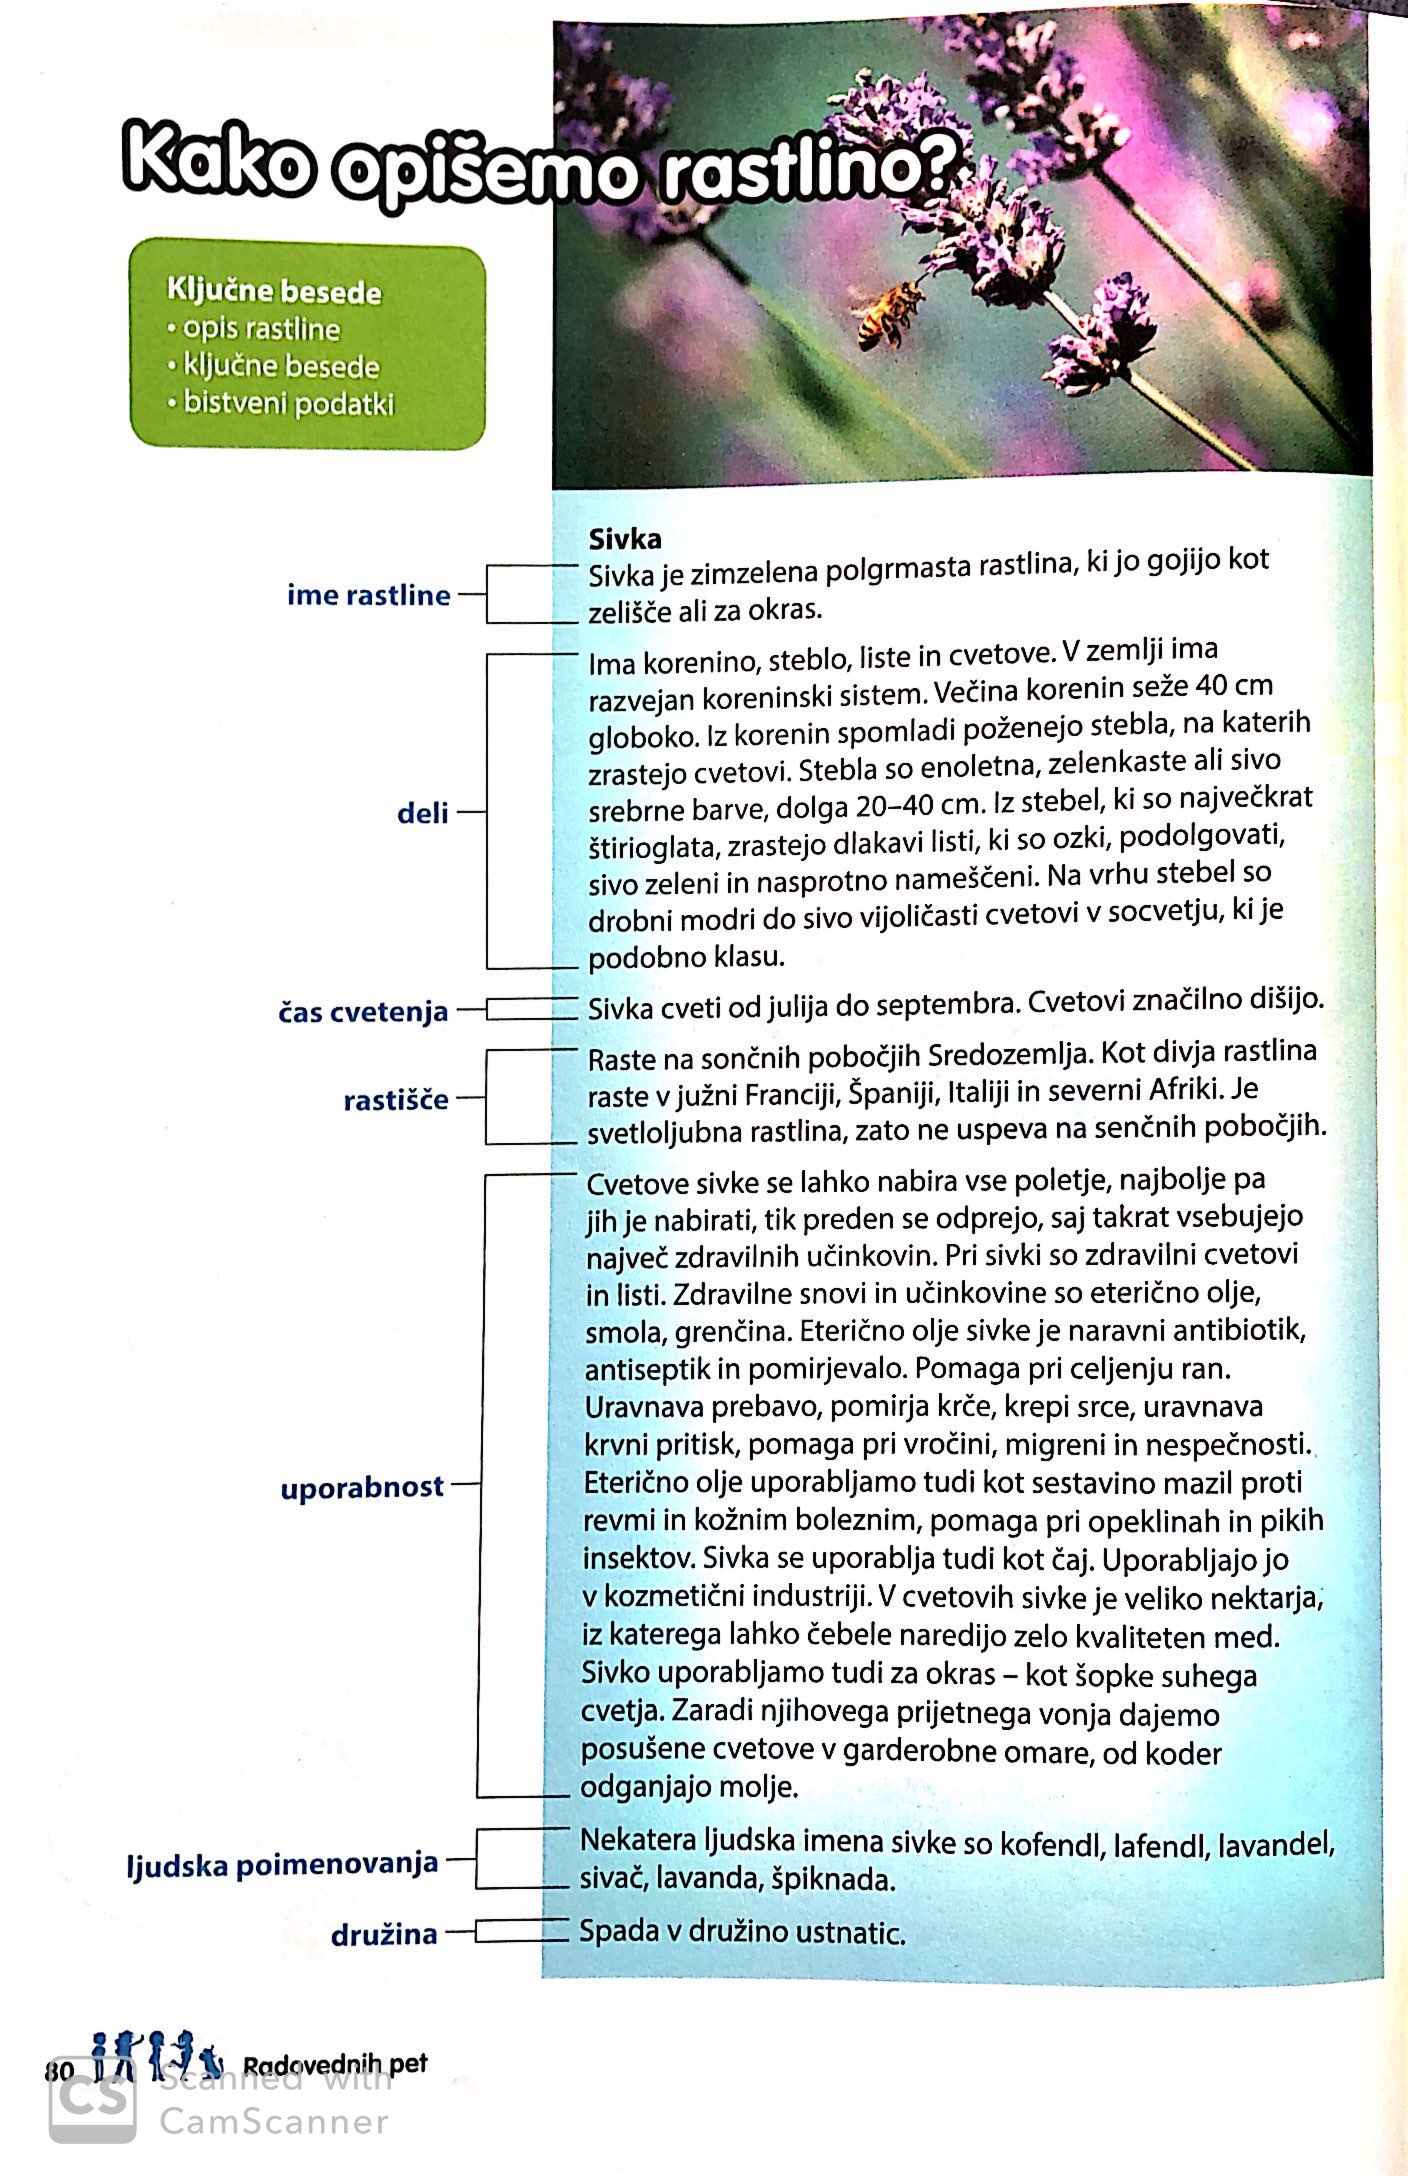 Kako opišemo rastlino?
Ključne besede
• opis rastline
• ključne besede
• bistveni podatki
Sivka
ime rastline
Sivka je zimzelena polgrmasta rastlina, ki jo gojijo kot
zelišče ali za okras.
deli
Ima korenino, steblo, liste in cvetove. V zemlji ima
razvejan koreninski sistem. Večina korenin seže 40 cm
globoko. Iz korenin spomladi poženejo stebla, na katerih
zrastejo cvetovi. Stebla so enoletna, zelenkaste ali sivo
srebrne barve, dolga 20–40 cm. Iz stebel, ki so največkrat
štirioglata, zrastejo dlakavi listi, ki so ozki, podolgovati,
sivo zeleni in nasprotno nameščeni. Na vrhu stebel so
drobni modri do sivo vijoličasti cvetovi v socvetju, ki je
podobno klasu.
čas cvetenja
Sivka cveti od julija do septembra. Cvetovi značilno dišijo.
rastišče
Raste na sončnih pobočjih Sredozemlja. Kot divja rastlina
raste v južni Franciji, Španiji, Italiji in severni Afriki. Je
svetloljubna rastlina, zato ne uspeva na senčnih pobočjih.
uporabnost
Cvetove sivke se lahko nabira vse poletje, najbolje pa
jih je nabirati, tik preden se odprejo, saj takrat vsebujejo
največ zdravilnih učinkovin. Pri sivki so zdravilni cvetovi
in listi. Zdravilne snovi in učinkovine so eterično olje,
smola, grenčina. Eterično olje sivke je naravni antibiotik,
antiseptik in pomirjevalo. Pomaga pri celjenju ran.
Uravnava prebavo, pomirja krče, krepi srce, uravnava
krvni pritisk, pomaga pri vročini, migreni in nespečnosti.
Eterično olje uporabljamo tudi kot sestavino mazil proti
revmi in kožnim boleznim, pomaga pri opeklinah in pikih
insektov. Sivka se uporablja tudi kot čaj. Uporabljajo jo
v kozmetični industriji. V cvetovih sivke je veliko nektarja,
iz katerega lahko čebele naredijo zelo kvaliteten med.
Sivko uporabljamo tudi za okras – kot šopke suhega
cvetja. Zaradi njihovega prijetnega vonja dajemo
posušene cvetove v garderobne omare, od koder
odganjajo molje.
ljudska poimenovanja
Nekatera ljudska imena sivke so kofendl, lafendl, lavandel,
sivač, lavanda, špiknada.
družina
Spada v družino ustnatic.
80
Radovednih pet
CS
Scanned with
CamScanner